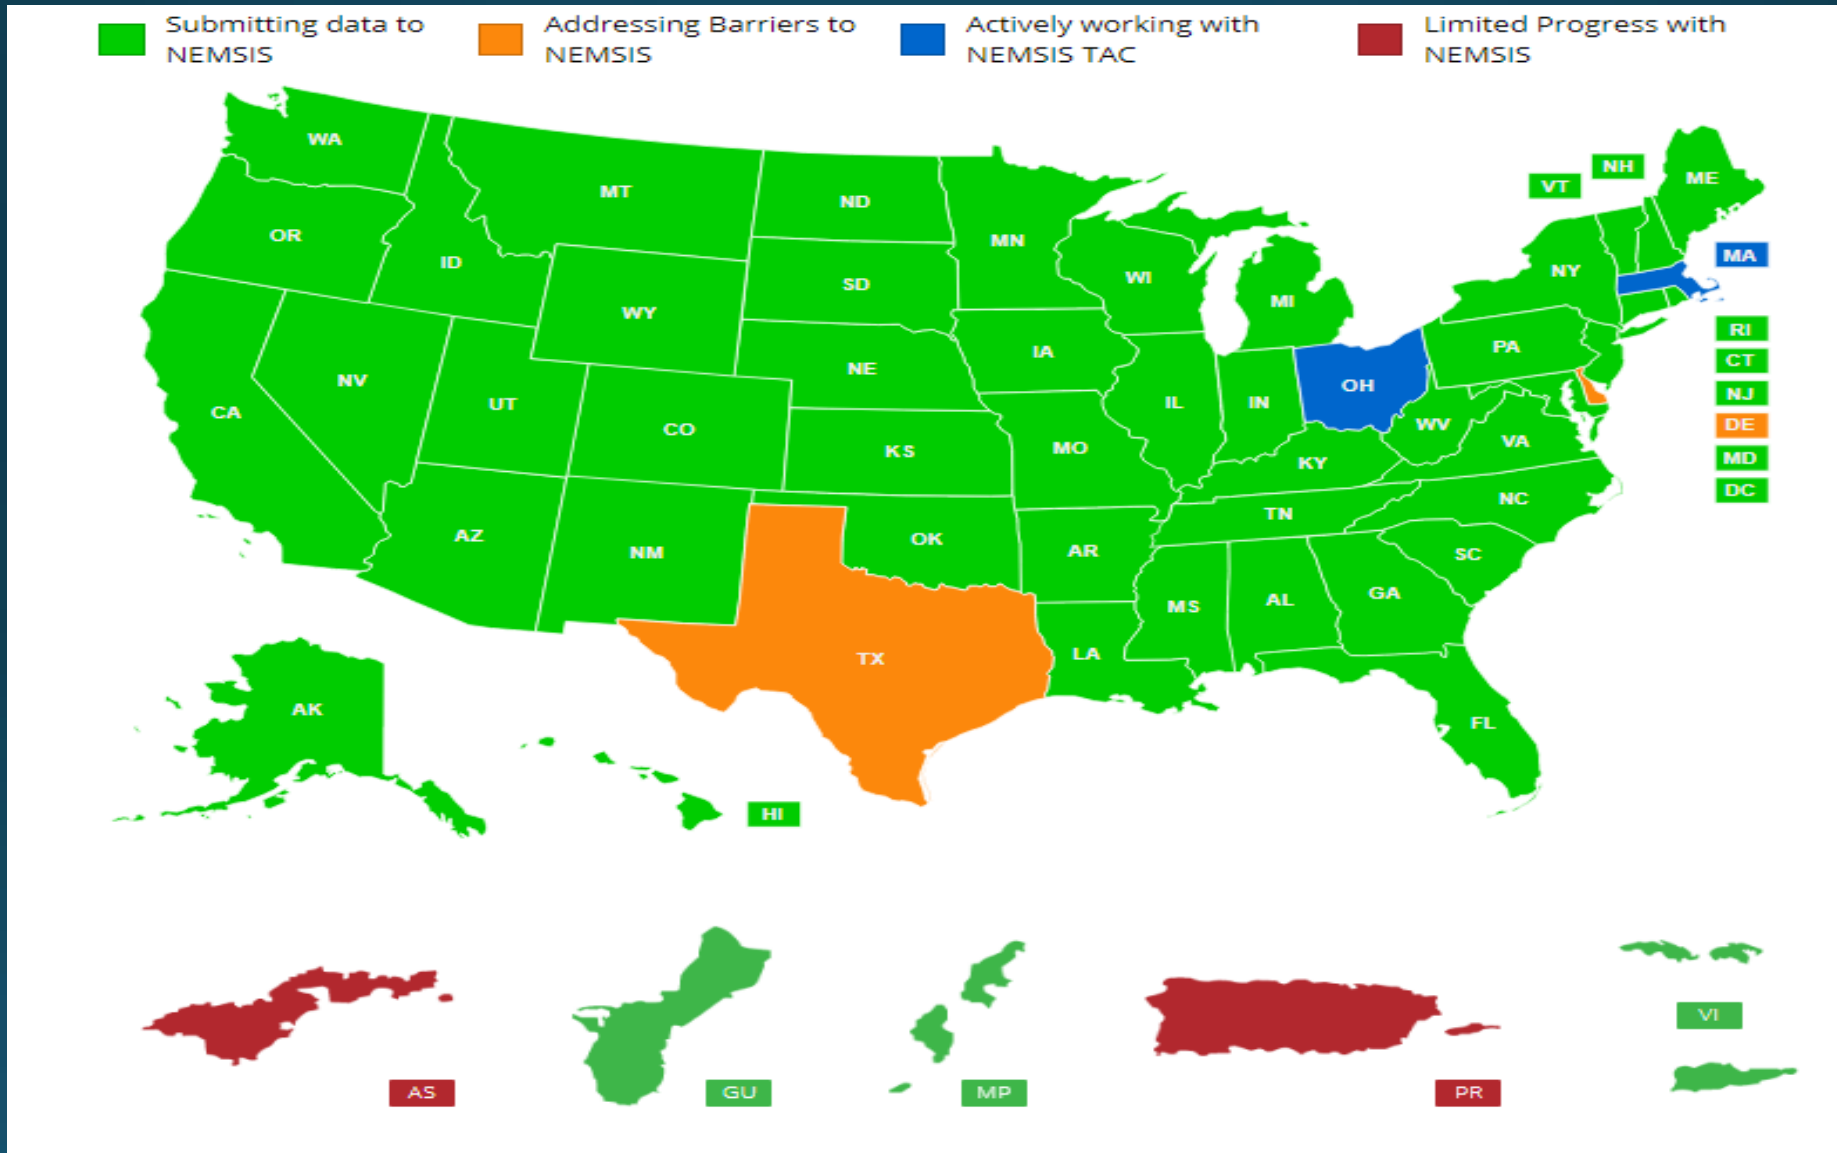 Submitting data to
NEMSIS
Addressing Barriers to
NEMSIS
Actively working with
NEMSIS TAC
Limited Progress with
NEMSIS
WA
MT
ND
MN
OR
ID
SD
WY
WI
MI
NY
VT
NH
ME
MA
RI
CT
NJ
DE
MD
DC
PA
IA
NE
NV
UT
CA
CO
KS
MO
IL
IN
OH
WV
VA
KY
NC
TN
AZ
NM
OK
AR
SC
MS
AL
GA
TX
LA
FL
AK
HI
AS
GU
MP
PR
VI